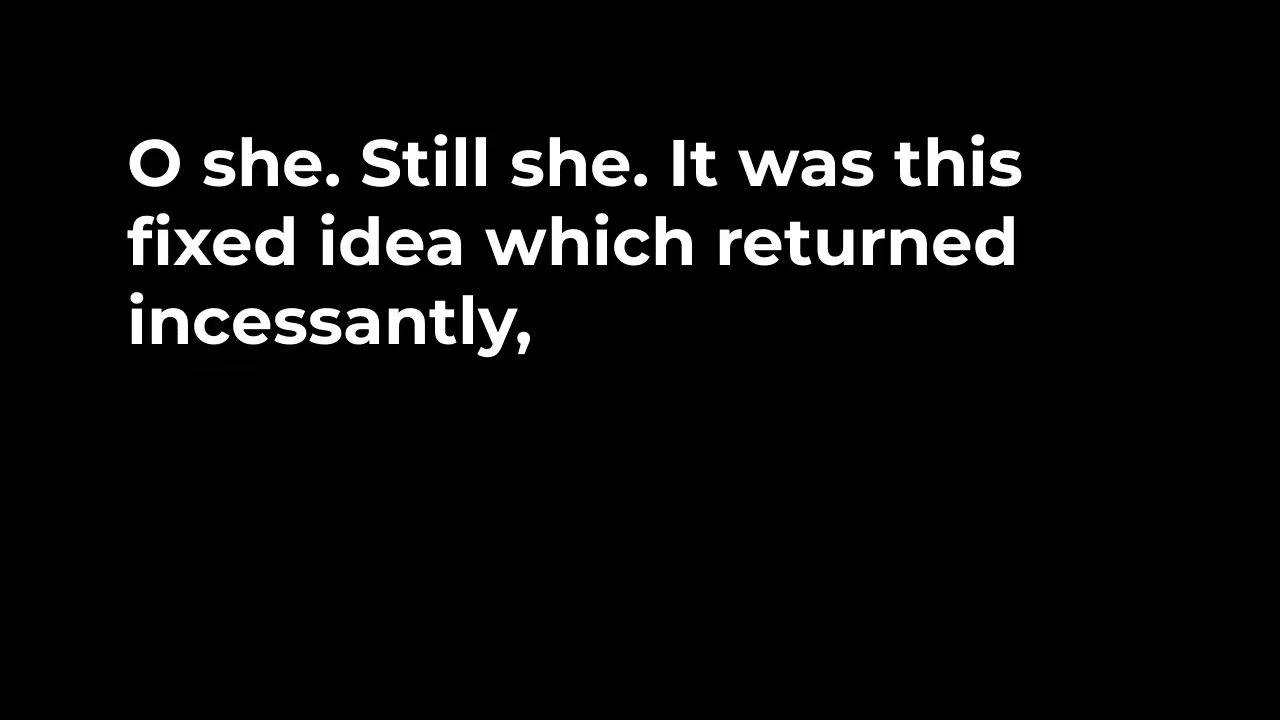 O she. Still she. It was this
fixed idea which returned
incessantly,